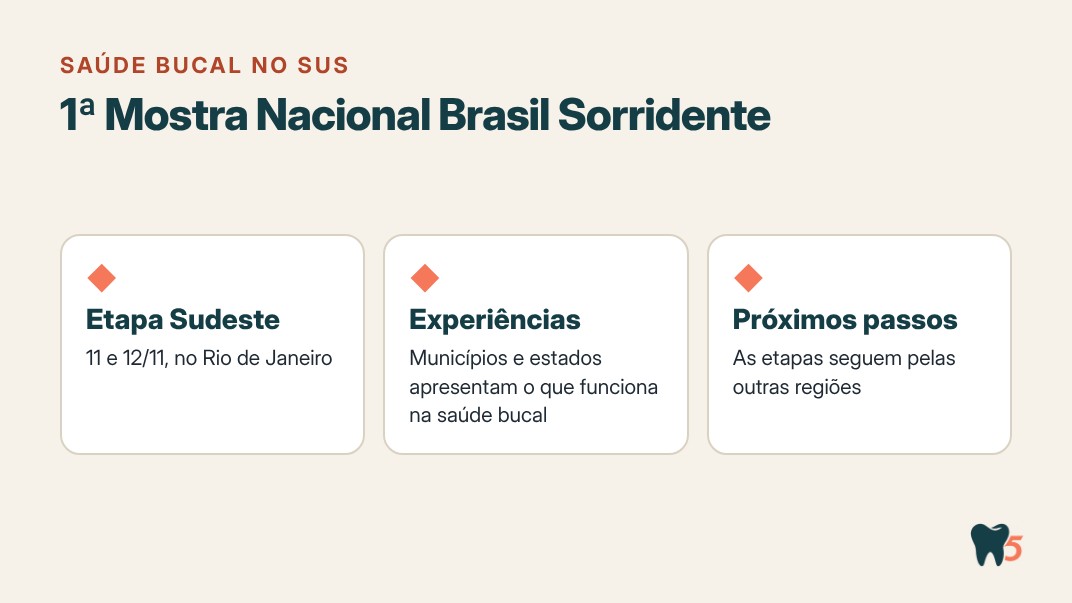 SAÚDE BUCAL NO SUS
1ª Mostra Nacional Brasil Sorridente
Etapa Sudeste
11 e 12/11, no Rio de Janeiro
Experiências
Municípios e estados
apresentam o que funciona
na saúde bucal
Próximos passos
As etapas seguem pelas
outras regiões
5